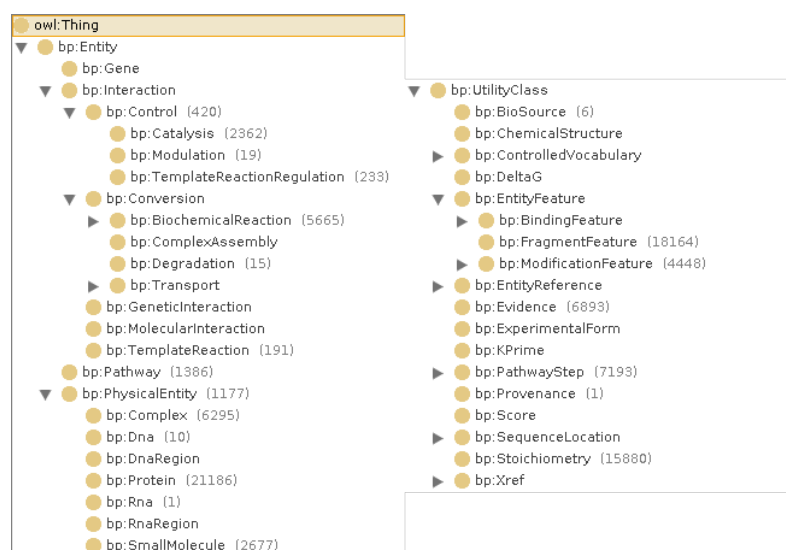 owl:Thing
bp:Entity
bp:Gene
bp:Interaction
bp:Control (420)
bp:Catalysis (2362)
bp:Modulation (19)
bp:TemplateReactionRegulation (233)
bp:Conversion
bp:BiochemicalReaction (5665)
bp:ComplexAssembly
bp:Degradation (15)
bp:Transport
bp:GeneticInteraction
bp:MolecularInteraction
bp:TemplateReaction (191)
bp:Pathway (1386)
bp:PhysicalEntity (1177)
bp:Complex (6295)
bp:Dna (10)
bp:DnaRegion
bp:Protein (21186)
bp:Rna (1)
bp:RnaRegion
bp:SmallMolecule (2677)
bp:UtilityClass
bp:BioSource (6)
bp:ChemicalStructure
bp:ControlledVocabulary
bp:DeltaG
bp:EntityFeature
bp:BindingFeature
bp:FragmentFeature (18164)
bp:ModificationFeature (4448)
bp:EntityReference
bp:Evidence (6893)
bp:ExperimentalForm
bp:KPrime
bp:PathwayStep (7193)
bp:Provenance (1)
bp:Score
bp:SequenceLocation
bp:Stoichiometry (15880)
bp:Xref